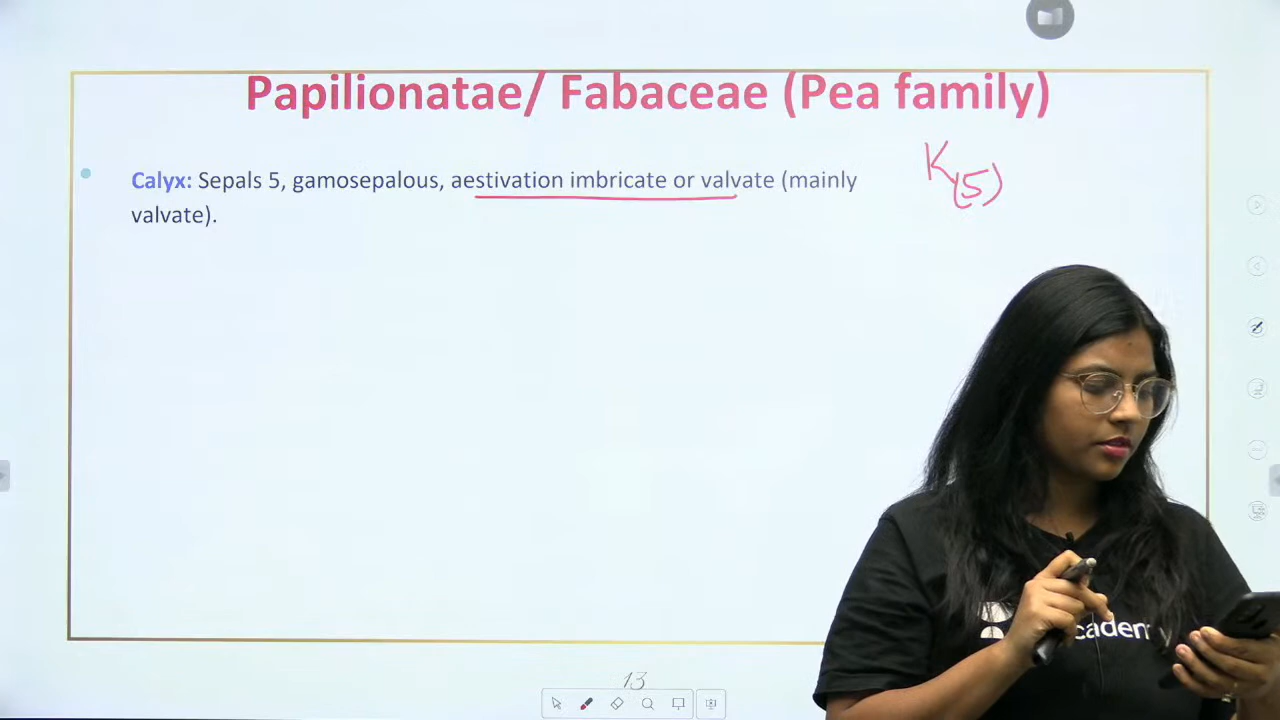 Papilionatae/ Fabaceae (Pea family)
Calyx: Sepals 5, gamosepalous, aestivation imbricate or valvate (mainly
valvate).
K(5)
13